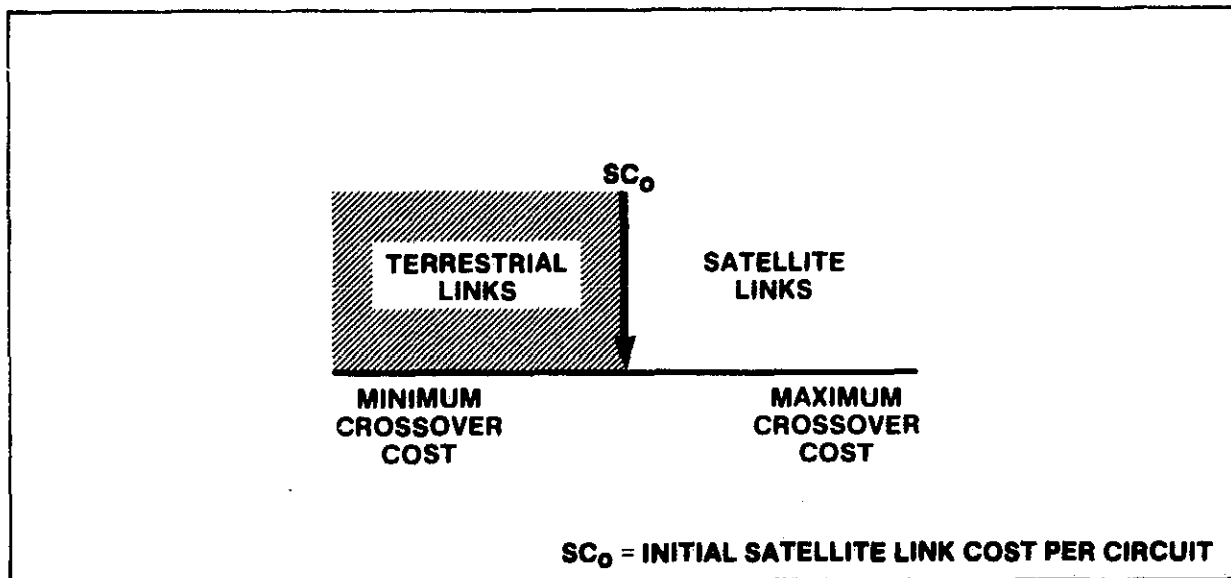 SC₀
TERRESTRIAL
LINKS
SATELLITE
LINKS
MINIMUM
CROSSOVER
COST
MAXIMUM
CROSSOVER
COST
SC₀ = INITIAL SATELLITE LINK COST PER CIRCUIT